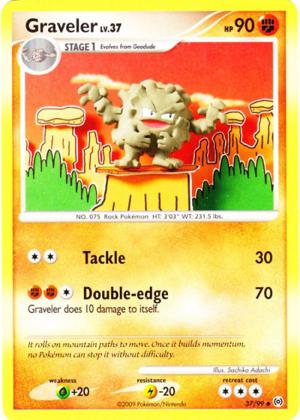 Graveler LV.37
HP 90
STAGE 1 Evolves from Geodude
NO. 075 Rock Pokémon HT: 3'03" WT: 231.5 lbs.
Tackle 30
Double-edge 70
Graveler does 10 damage to itself.
It rolls on mountain paths to move. Once it builds momentum,
no Pokémon can stop it without difficulty.
Illus. Sachiko Adachi
weakness resistance retreat cost
+20 -20
©2009 Pokémon/Nintendo 37/99